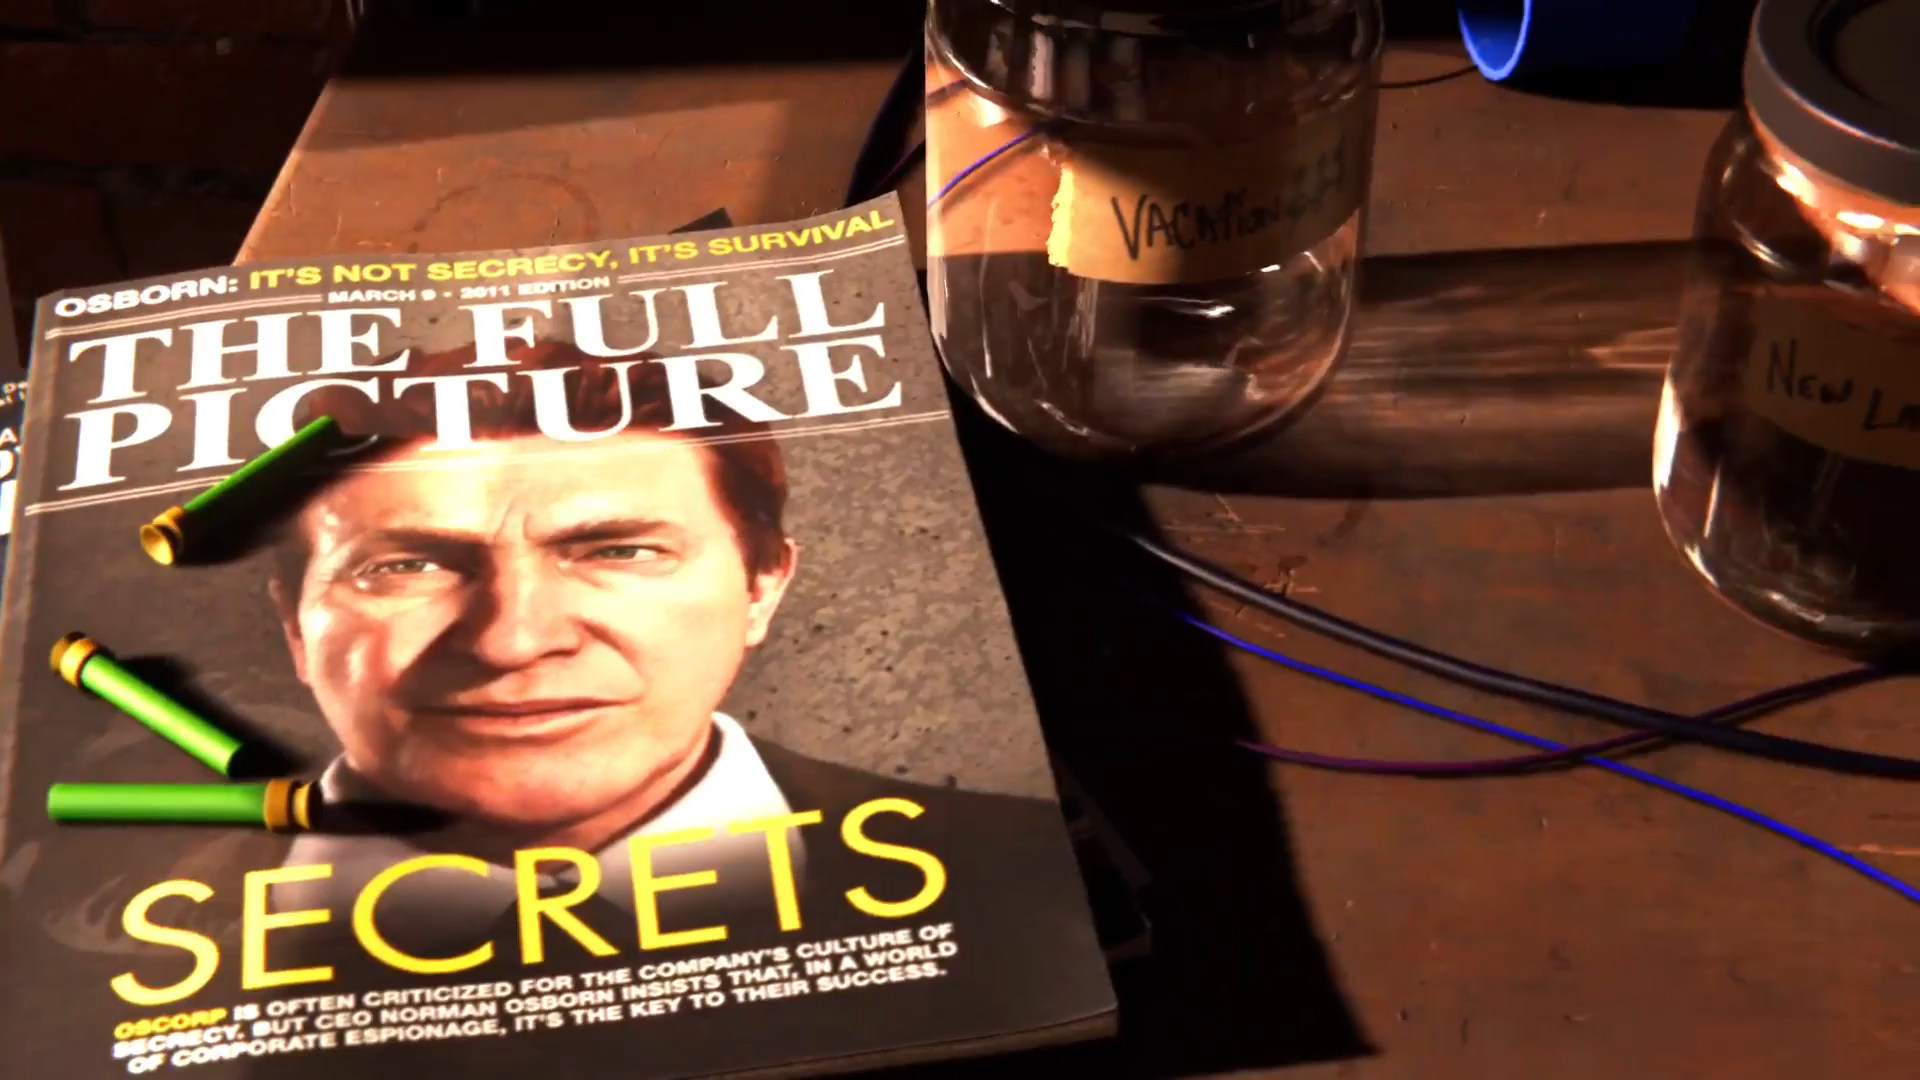 OSBORN: IT'S NOT SECRECY, IT'S SURVIVAL
MARCH 9 - 2011 EDITION
THE FULL
PICTURE
SECRETS
OSCORP IS OFTEN CRITICIZED FOR THE COMPANY'S CULTURE OF
SECRECY, BUT CEO NORMAN OSBORN INSISTS THAT, IN A WORLD
OF CORPORATE ESPIONAGE, IT'S THE KEY TO THEIR SUCCESS.
VACATION
NEW